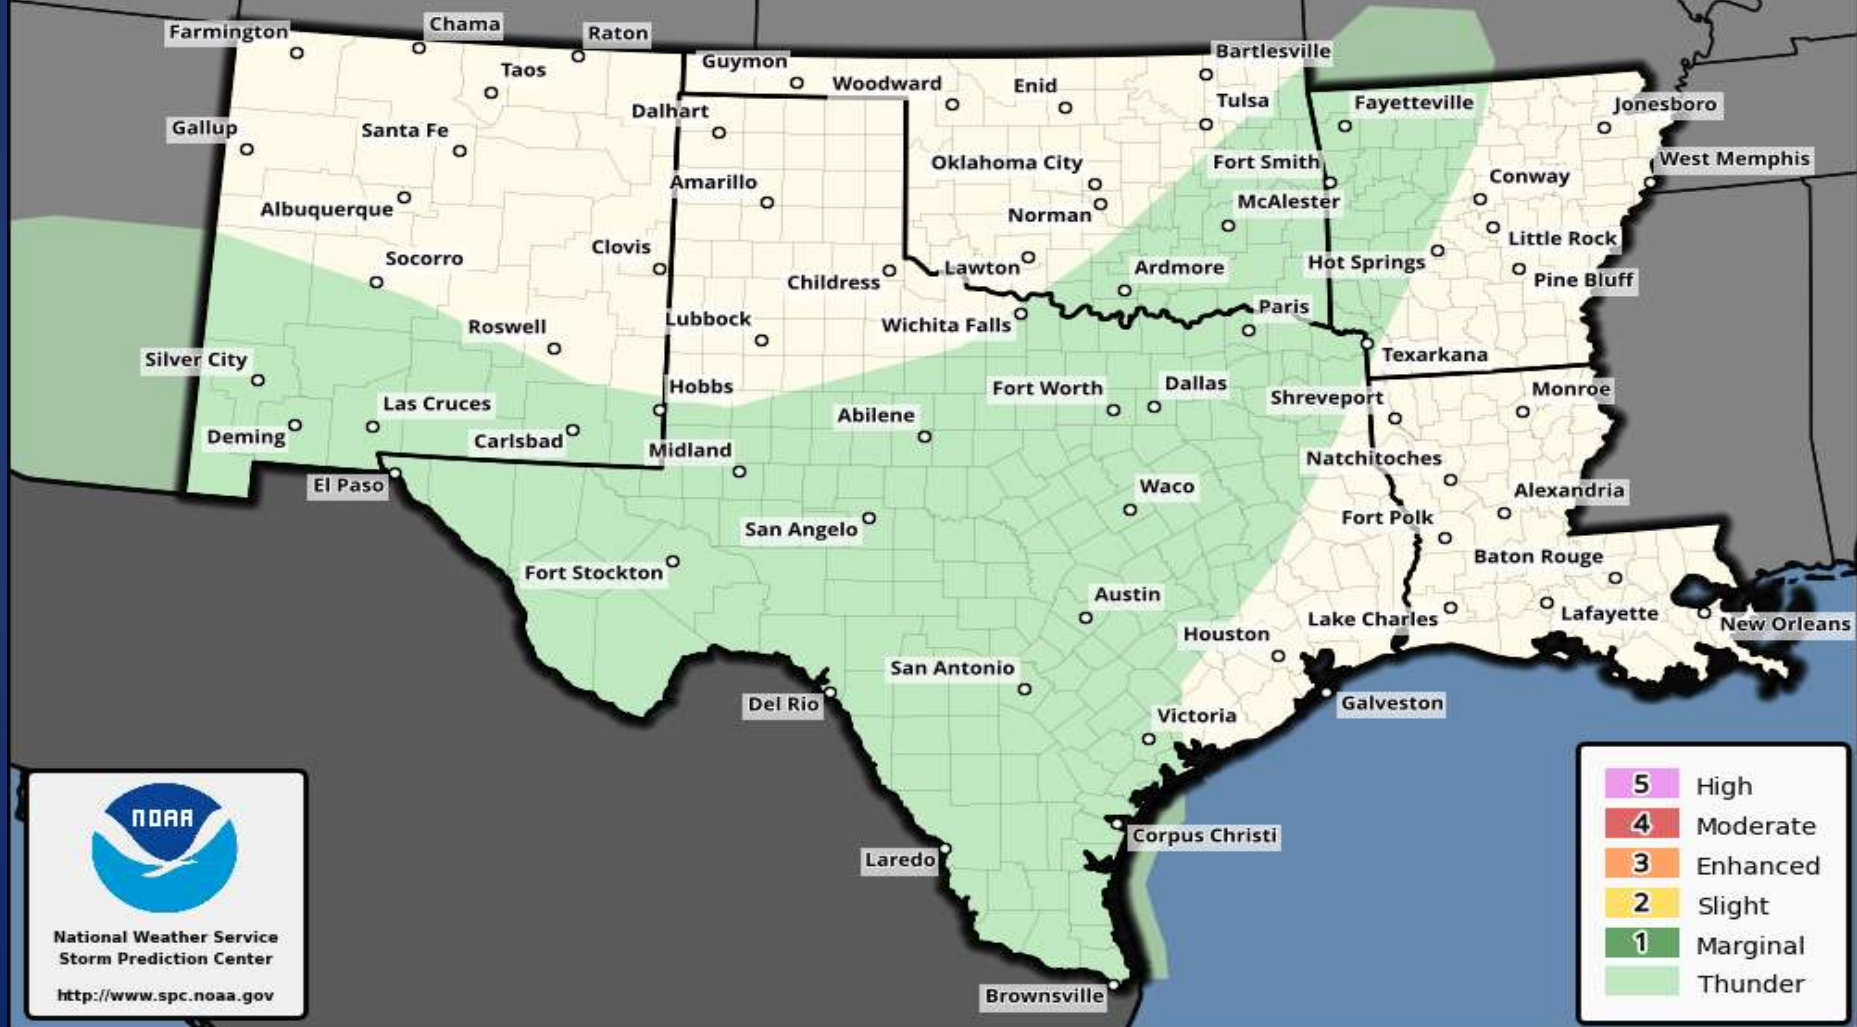 Farmington
Chama
Raton
Taos
Guymon
Woodward
Enid
Bartlesville
Tulsa
Fayetteville
Jonesboro
Dalhart
Gallup
Santa Fe
Oklahoma City
Fort Smith
West Memphis
Conway
Amarillo
Albuquerque
Norman
McAlester
Little Rock
Clovis
Socorro
Childress
Lawton
Ardmore
Hot Springs
Pine Bluff
Roswell
Lubbock
Wichita Falls
Paris
Texarkana
Silver City
Hobbs
Fort Worth
Dallas
Shreveport
Monroe
Las Cruces
Abilene
Deming
Carlsbad
Midland
Natchitoches
El Paso
Waco
Alexandria
San Angelo
Fort Polk
Baton Rouge
Fort Stockton
Austin
Lake Charles
Lafayette
New Orleans
Houston
San Antonio
Del Rio
Victoria
Galveston
Corpus Christi
Laredo
Brownsville
NOAA
National Weather Service
Storm Prediction Center
http://www.spc.noaa.gov
5 High
4 Moderate
3 Enhanced
2 Slight
1 Marginal
Thunder